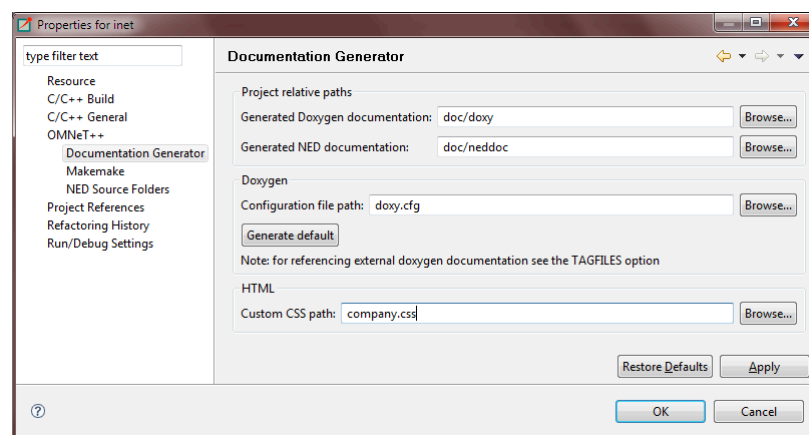 Properties for inet
type filter text
Resource
C/C++ Build
C/C++ General
OMNeT++
Documentation Generator
Makemake
NED Source Folders
Project References
Refactoring History
Run/Debug Settings
Documentation Generator
Project relative paths
Generated Doxygen documentation: doc/doxy Browse...
Generated NED documentation: doc/neddoc Browse...
Doxygen
Configuration file path: doxy.cfg Browse...
Generate default
Note: for referencing external doxygen documentation see the TAGFILES option
HTML
Custom CSS path: company.css Browse...
Restore Defaults Apply
? OK Cancel